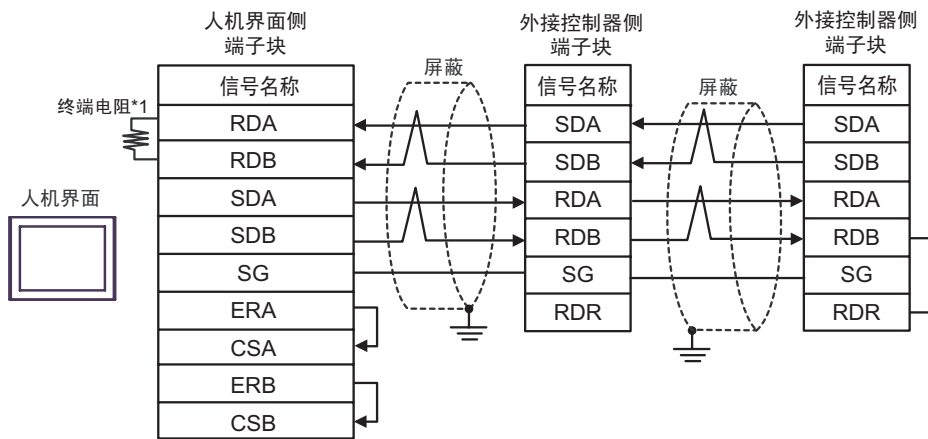 人机界面侧
端子块
外接控制器侧
端子块
外接控制器侧
端子块
屏蔽
屏蔽
终端电阻*1
人机界面
信号名称
RDA
RDB
SDA
SDB
SG
ERA
CSA
ERB
CSB
信号名称
SDA
SDB
RDA
RDB
SG
RDR
信号名称
SDA
SDB
RDA
RDB
SG
RDR